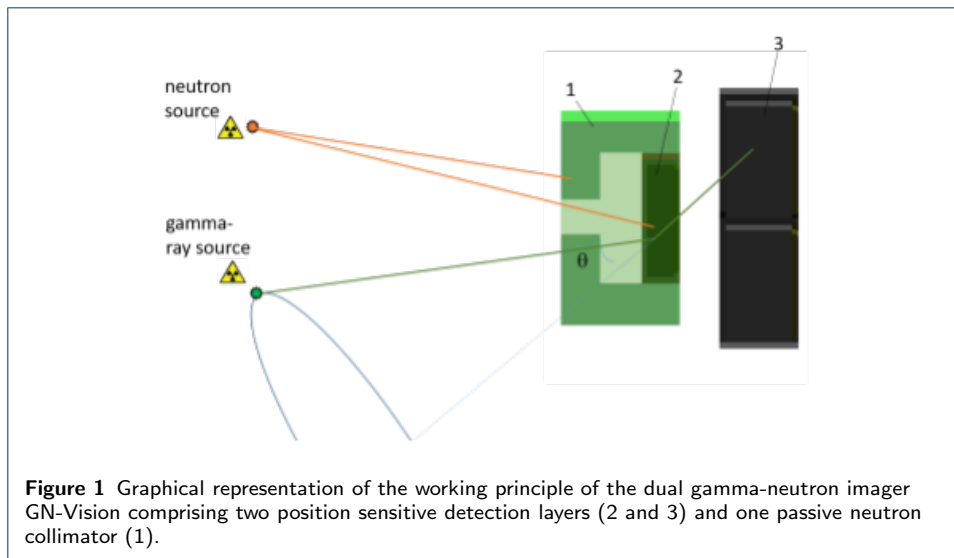 3
2
1
neutron
source
gamma-
ray source
θ
Figure 1 Graphical representation of the working principle of the dual gamma-neutron imager
GN-Vision comprising two position sensitive detection layers (2 and 3) and one passive neutron
collimator (1).